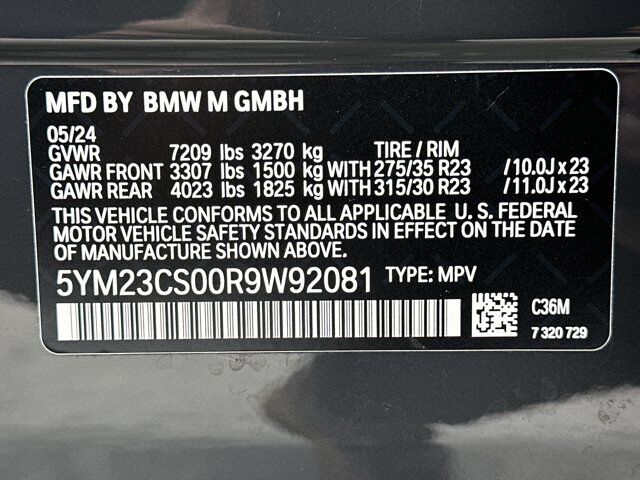 MFD BY BMW M GMBH
05/24
GVWR 7209 lbs 3270 kg TIRE / RIM
GAWR FRONT 3307 lbs 1500 kg WITH 275/35 R23 /10.0J x 23
GAWR REAR 4023 lbs 1825 kg WITH 315/30 R23 /11.0J x 23
THIS VEHICLE CONFORMS TO ALL APPLICABLE U. S. FEDERAL
MOTOR VEHICLE SAFETY STANDARDS IN EFFECT ON THE DATE
OF MANUFACTURE SHOWN ABOVE.
5YM23CS00R9W92081 TYPE: MPV
C36M
7 320 729